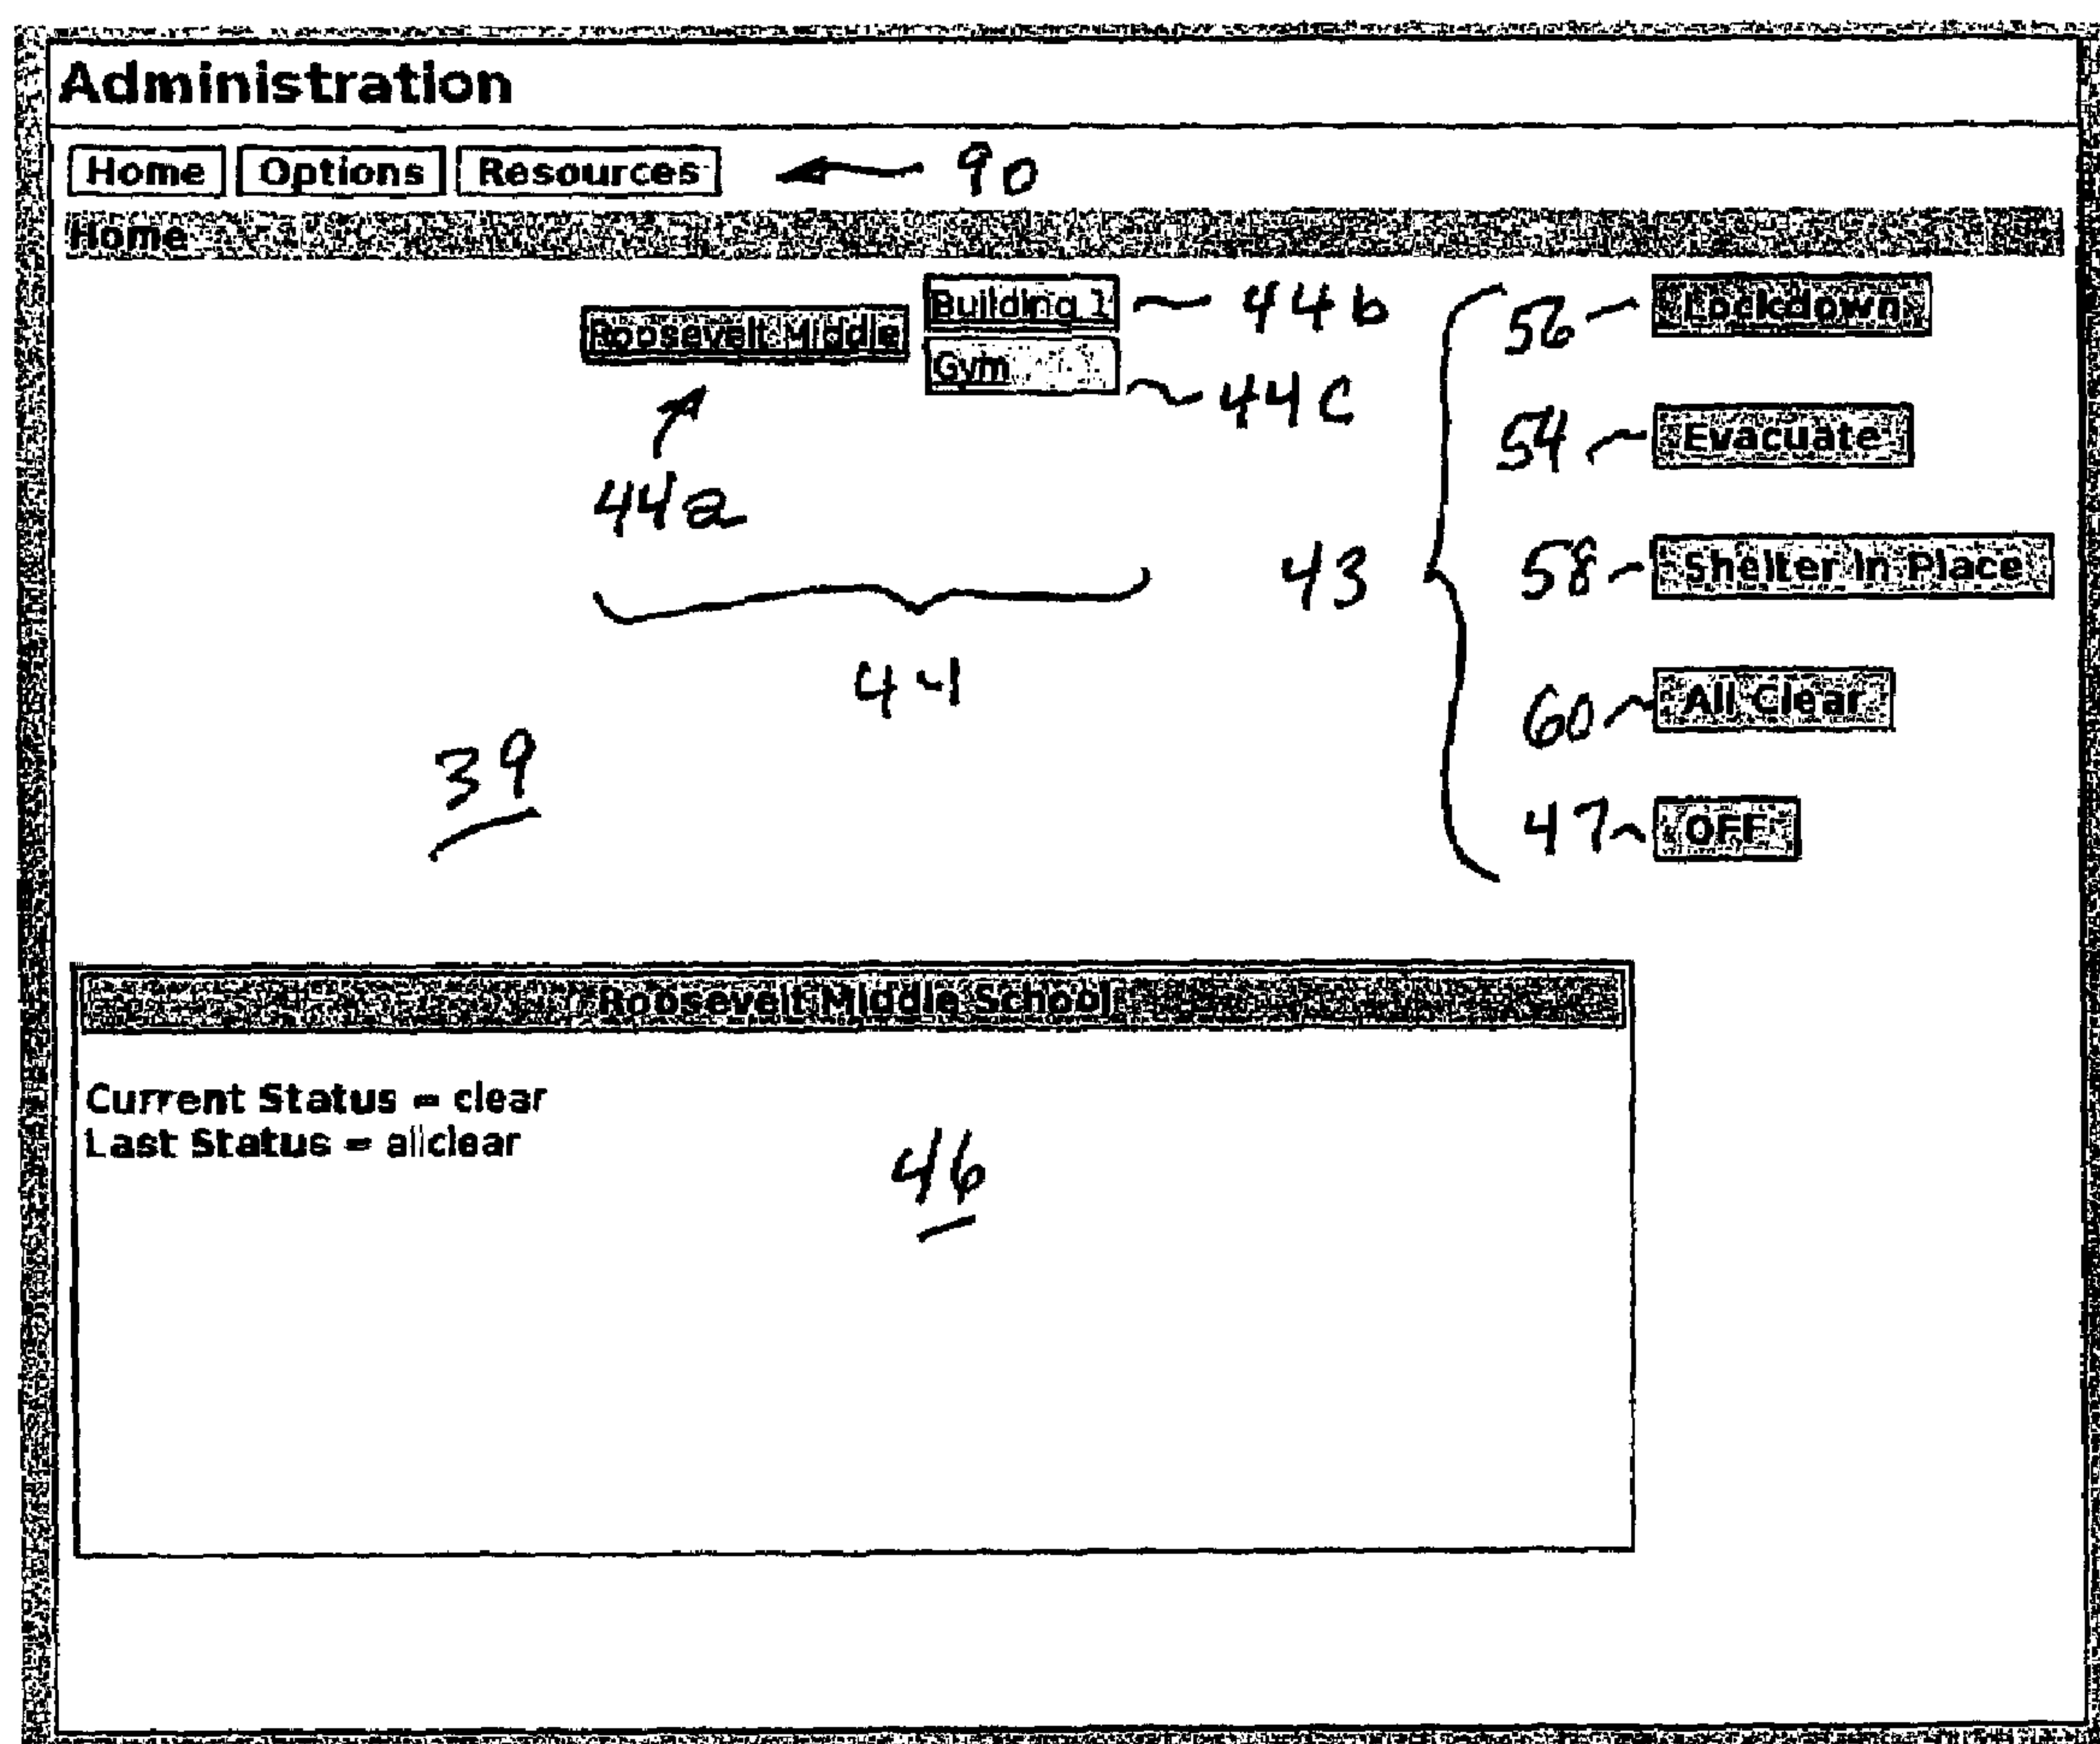 Administration
Home Options Resources 90
Home
Roosevelt Middle Building 1 44b
Gym 44c
44a
44
39
43
56 Lockdown
54 Evacuate
58 Shelter in Place
60 All Clear
47 OFF
Roosevelt Middle School
Current Status = clear
Last Status = allclear
46